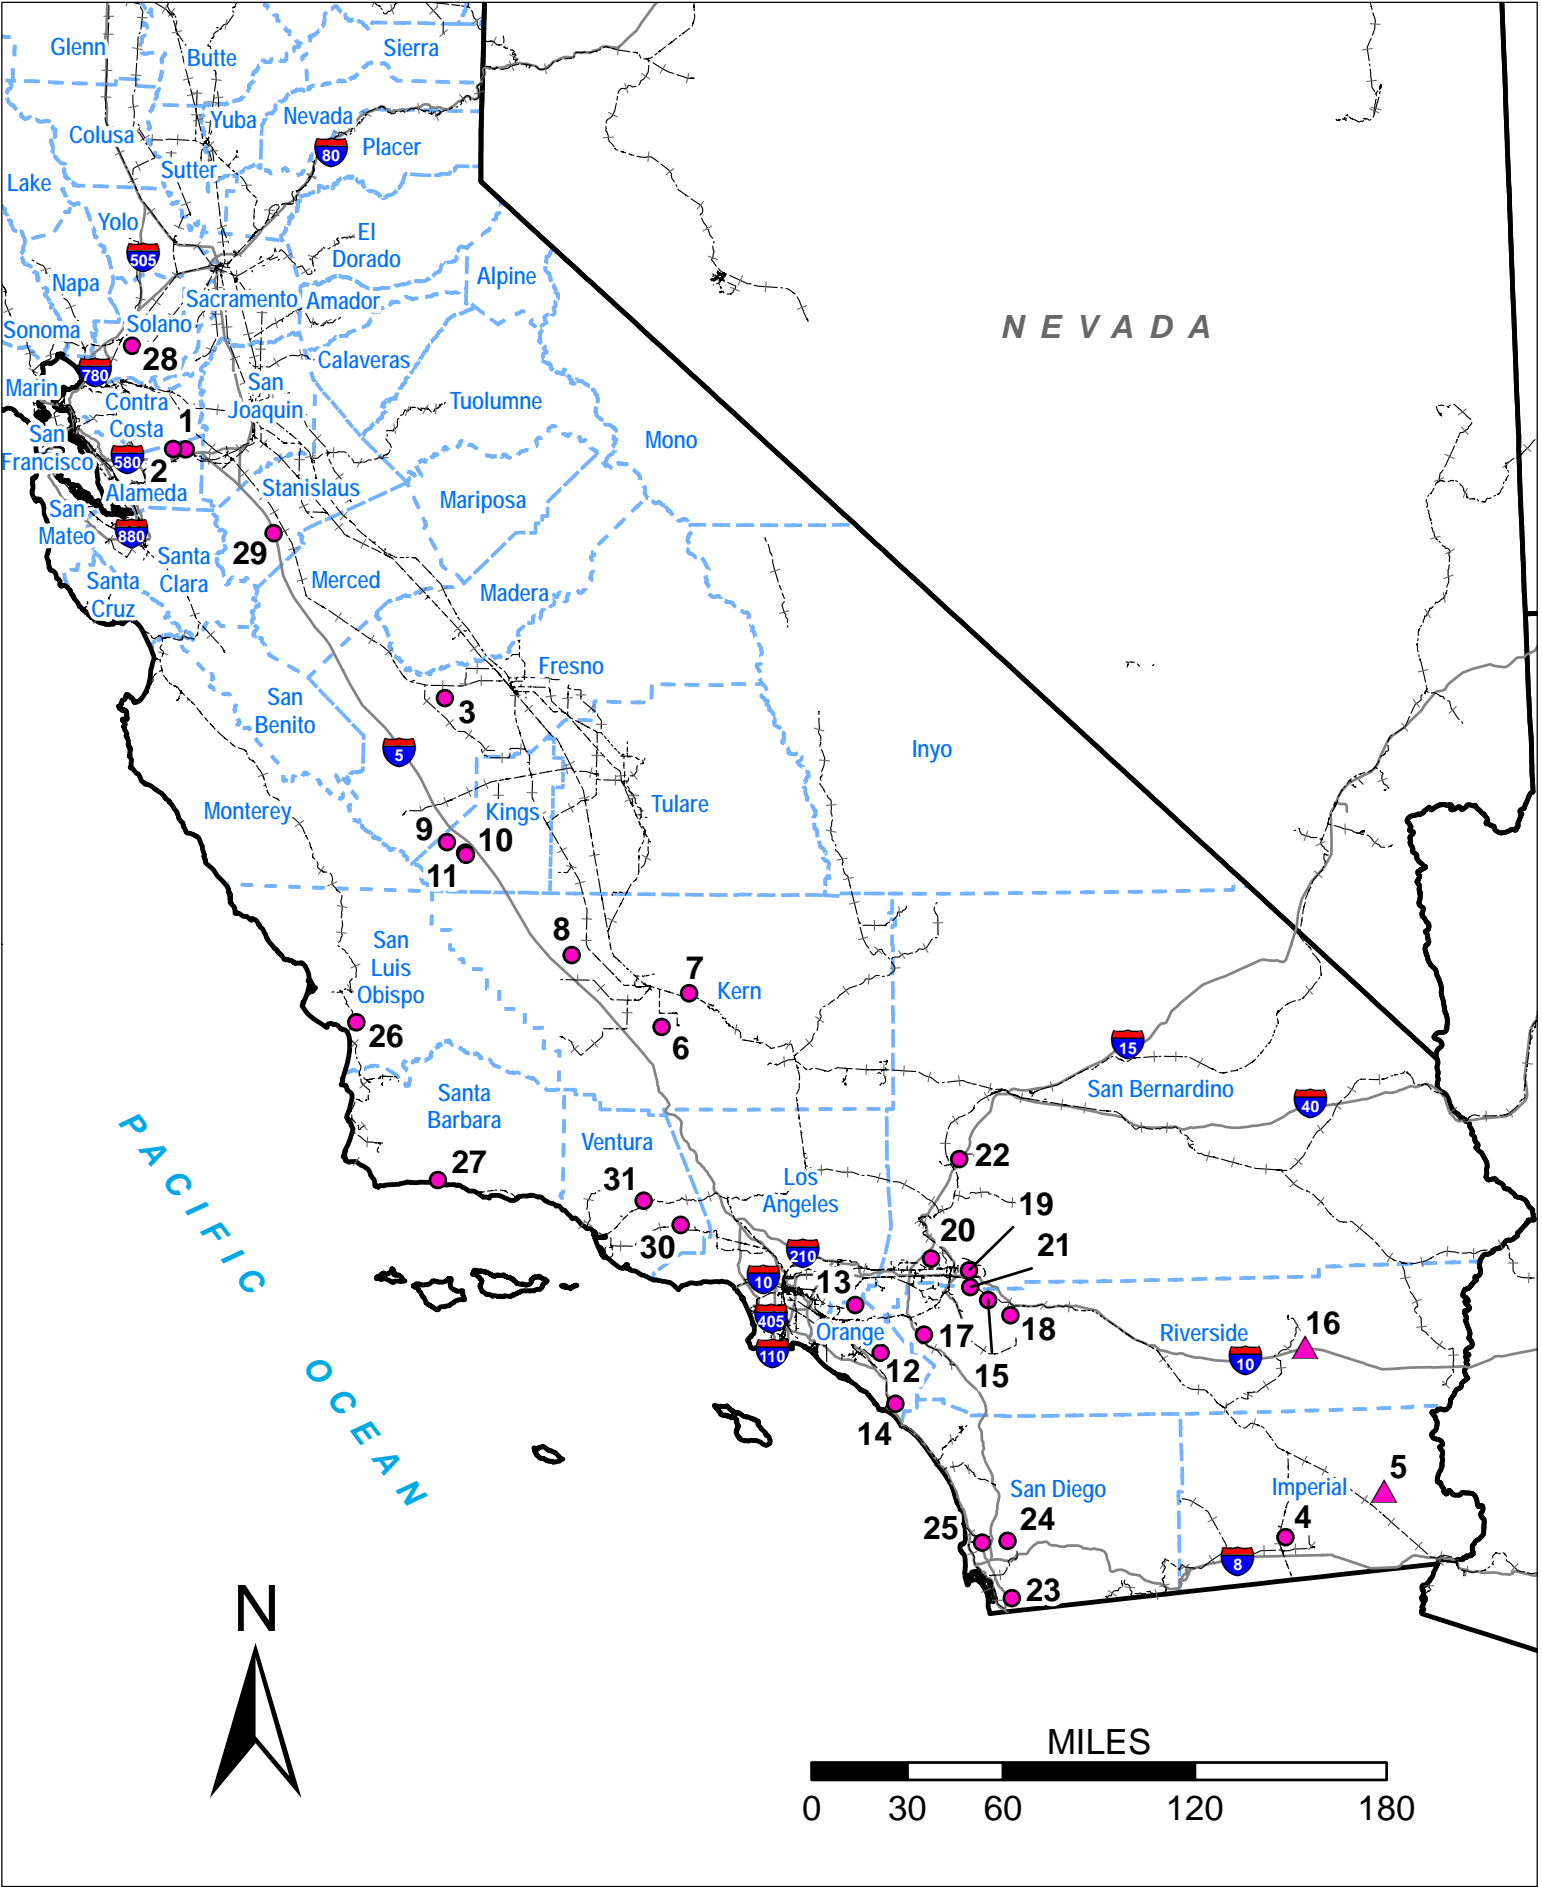 Glenn
Butte
Sierra
Colusa
Yuba
Nevada
80
Placer
Sutter
Lake
Yolo
505
El
Dorado
Napa
Alpine
Sacramento
Amador
Sonoma
Solano
28
780
Calaveras
Marin
Contra
Costa
San
Joaquin
Tuolumne
1
San
Francisco
580
2
Mono
Alameda
Stanislaus
Mariposa
San
Mateo
880
29
Santa
Clara
Santa
Cruz
Merced
Madera
Fresno
San
Benito
3
5
Inyo
Monterey
Kings
Tulare
9
10
11
8
San
Luis
Obispo
7
Kern
26
6
15
San Bernardino
40
Santa
Barbara
Ventura
27
31
22
Los
Angeles
19
20
21
30
210
10
13
405
Orange
110
17
18
Riverside
16
10
12
15
14
5
San Diego
Imperial
25
24
4
8
23
NEVADA
PACIFIC
OCEAN
N
MILES
0 30 60 120 180